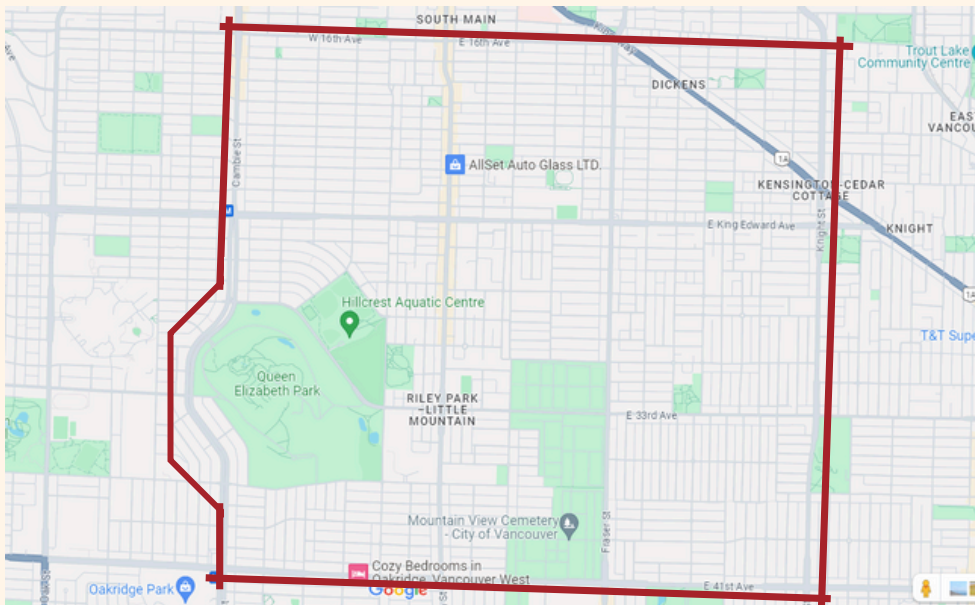 SOUTH MAIN
W 16th Ave
E 16th Ave
Kingsway
Trout Lake
Community Centre
DICKENS
EAS
VANCOU
Cambie St
AllSet Auto Glass LTD.
1A
KENSINGTON-CEDAR
COTTAGE
Knight St
E King Edward Ave
KNIGHT
1A
Hillcrest Aquatic Centre
T&T Supe
Queen
Elizabeth Park
RILEY PARK
-LITTLE
MOUNTAIN
E 33rd Ave
Mountain View Cemetery
- City of Vancouver
Fraser St
Cozy Bedrooms in
Oakridge, Vancouver West
Google
E 41st Ave
Oakridge Park